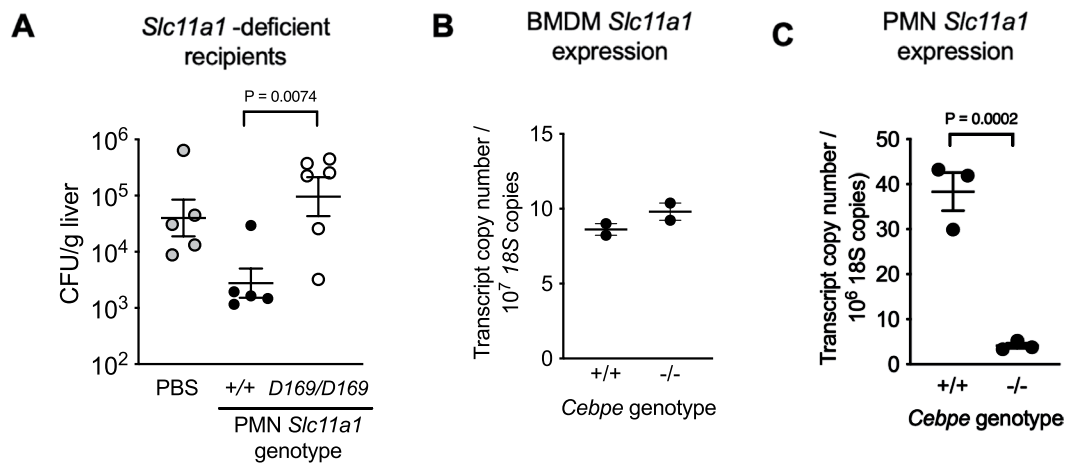 A
Slc11a1 -deficient
recipients
P = 0.0074
CFU/g liver
10^6
10^5
10^4
10^3
10^2
PBS
+/+
D169/D169
PMN Slc11a1
genotype
B
BMDM Slc11a1
expression
Transcript copy number /
10^7 18S copies
15
10
5
0
+/+
-/-
Cebpe genotype
C
PMN Slc11a1
expression
P = 0.0002
Transcript copy number /
10^6 18S copies)
50
40
30
20
10
0
+/+
-/-
Cebpe genotype